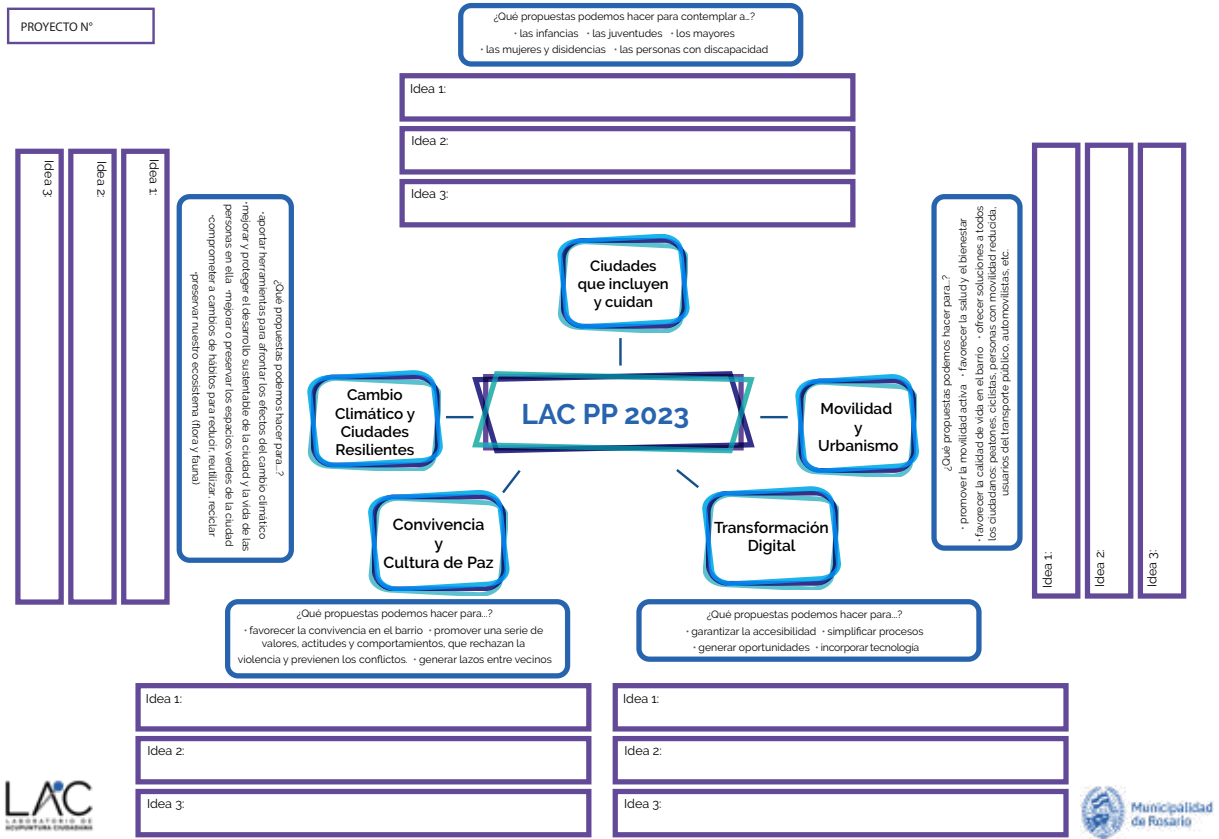 PROYECTO N°
¿Qué propuestas podemos hacer para contemplar a...?
· las infancias · las juventudes · los mayores
· las mujeres y disidencias · las personas con discapacidad
Idea 1:
Idea 2:
Idea 3:
Ciudades
que incluyen
y cuidan
Idea 1:
Idea 2:
Idea 3:
¿Qué propuestas podemos hacer para...?
·aportar herramientas para afrontar los efectos del cambio climático
·mejorar y proteger el desarrollo sustentable de la ciudad y la vida de las
personas en ella ·mejorar o preservar los espacios verdes de la ciudad
·comprometer a cambios de hábitos para reducir, reutilizar, reciclar
·preservar nuestro ecosistema (flora y fauna)
Cambio
Climático y
Ciudades
Resilientes
LAC PP 2023
Movilidad
y
Urbanismo
¿Qué propuestas podemos hacer para...?
· promover la movilidad activa · favorecer la salud y el bienestar
· favorecer la calidad de vida en el barrio · ofrecer soluciones a todos
los ciudadanos: peatones, ciclistas, personas con movilidad reducida,
usuarios del transporte público, automovilistas, etc.
Idea 1:
Idea 2:
Idea 3:
Convivencia
y
Cultura de Paz
Transformación
Digital
¿Qué propuestas podemos hacer para...?
· favorecer la convivencia en el barrio · promover una serie de
valores, actitudes y comportamientos, que rechazan la
violencia y previenen los conflictos. · generar lazos entre vecinos
Idea 1:
Idea 2:
Idea 3:
¿Qué propuestas podemos hacer para...?
· garantizar la accesibilidad · simplificar procesos
· generar oportunidades · incorporar tecnología
Idea 1:
Idea 2:
Idea 3:
LAC
LABORATORIO DE
ACUPUNTURA CIUDADANA
Municipalidad
de Rosario